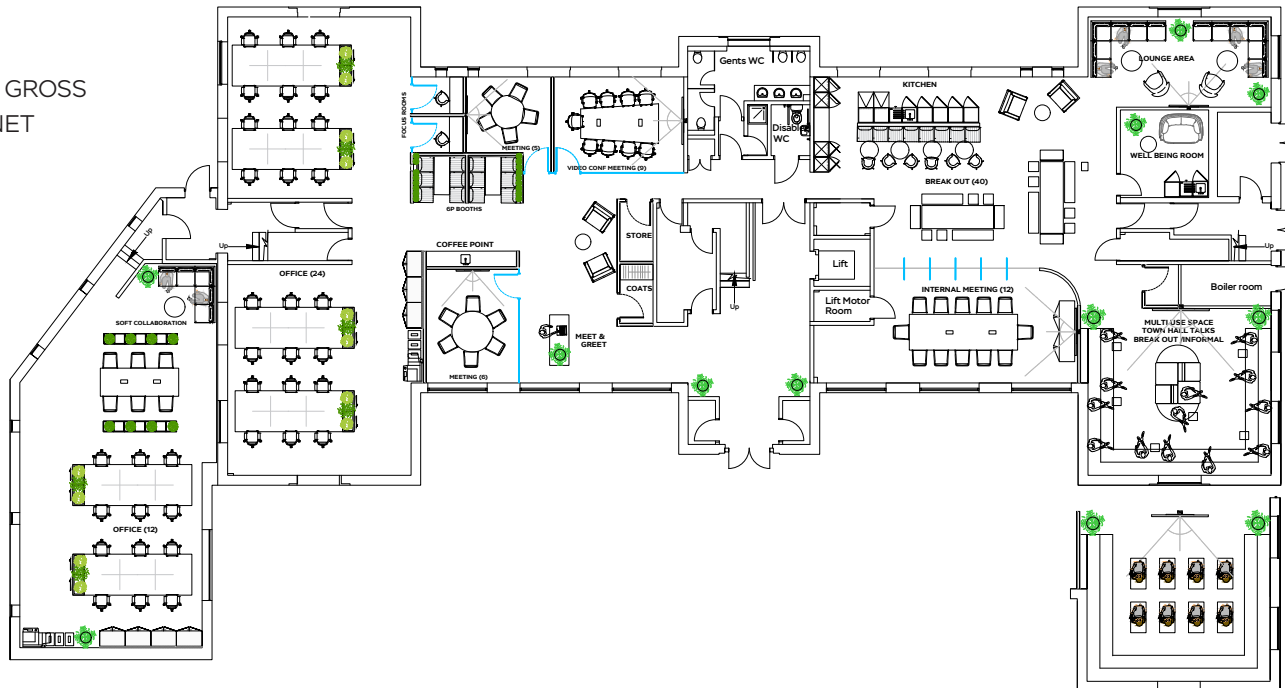 GROSS
NET
Gents WC
KITCHEN
LOUNGE AREA
FOCUS ROOMS
MEETING (5)
VIDEO CONF MEETING (9)
Disabled
WC
WELL BEING ROOM
BREAK OUT (40)
6P BOOTHS
Up
Up
COFFEE POINT
STORE
Up
OFFICE (24)
Lift
COATS
Up
INTERNAL MEETING (12)
Boiler room
Lift Motor
Room
SOFT COLLABORATION
MEET &
GREET
MULTI USE SPACE
TOWN HALL TALKS
BREAK OUT /INFORMAL
MEETING (6)
OFFICE (12)